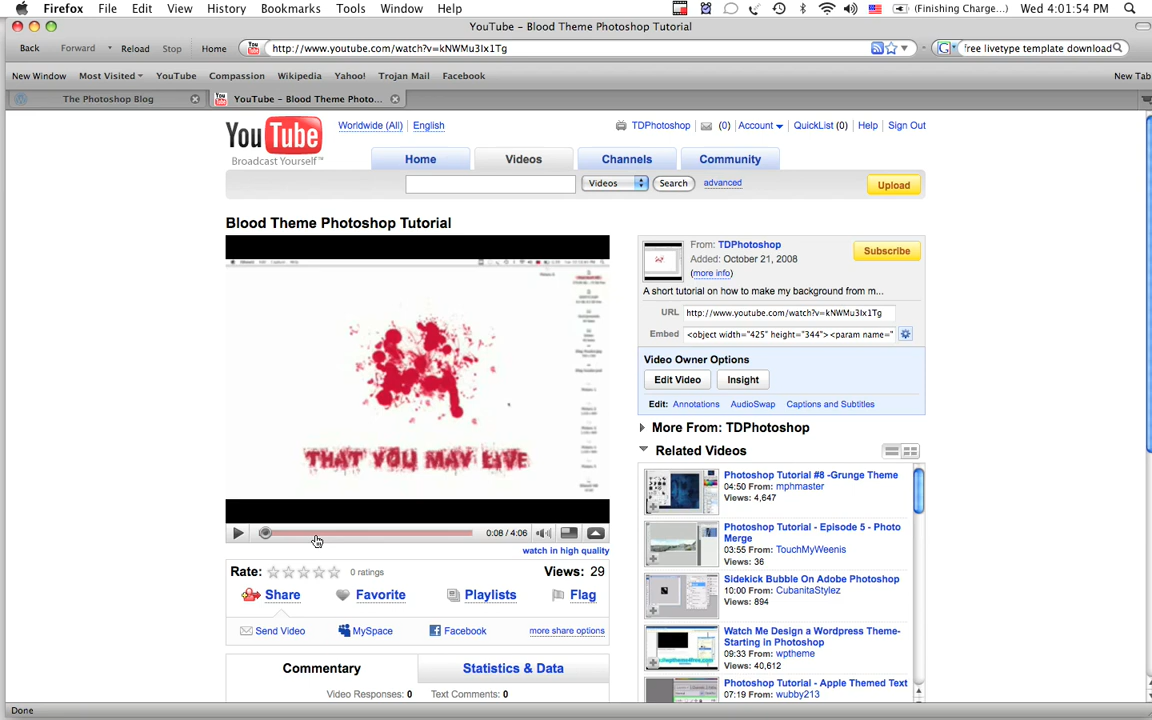 Firefox File Edit View History Bookmarks Tools Window Help (Finishing Charge...) Wed 4:01:54 PM
YouTube - Blood Theme Photoshop Tutorial
Back Forward Reload Stop Home http://www.youtube.com/watch?v=kNWMu3Ix1Tg free livetype template download
New Window Most Visited YouTube Compassion Wikipedia Yahoo! Trojan Mail Facebook New Tab
The Photoshop Blog YouTube - Blood Theme Photo...
YouTube Worldwide (All) English TDPhotoshop (0) Account QuickList (0) Help Sign Out
Broadcast Yourself™ Home Videos Channels Community
Videos Search advanced Upload
Blood Theme Photoshop Tutorial
THAT YOU MAY LIVE
0:08 / 4:06
watch in high quality
Rate: 0 ratings Views: 29
Share Favorite Playlists Flag
Send Video MySpace Facebook more share options
Commentary Statistics & Data
Video Responses: 0 Text Comments: 0
From: TDPhotoshop Subscribe
Added: October 21, 2008
(more info)
A short tutorial on how to make my background from m...
URL http://www.youtube.com/watch?v=kNWMu3Ix1Tg
Embed <object width="425" height="344"><param name="
Video Owner Options
Edit Video Insight
Edit: Annotations AudioSwap Captions and Subtitles
More From: TDPhotoshop
Related Videos
Photoshop Tutorial #8 -Grunge Theme
04:50 From: mphmaster
Views: 4,647
Photoshop Tutorial - Episode 5 - Photo
Merge
03:55 From: TouchMyWeenis
Views: 36
Sidekick Bubble On Adobe Photoshop
10:00 From: CubanitaStylez
Views: 894
Watch Me Design a Wordpress Theme-
Starting in Photoshop
09:33 From: wptheme
Views: 40,612
Photoshop Tutorial - Apple Themed Text
07:19 From: wubby213
Done